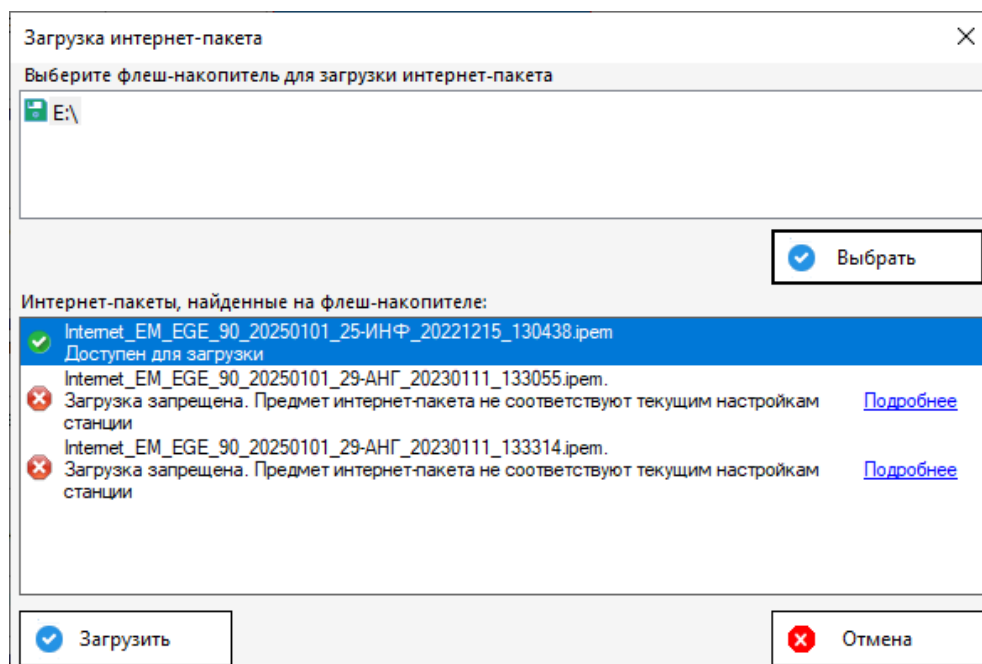 Загрузка интернет-пакета
Выберите флеш-накопитель для загрузки интернет-пакета
E:\
Выбрать
Интернет-пакеты, найденные на флеш-накопителе:
Internet_EM_EGE_90_20250101_25-ИНФ_20221215_130438.ipem
Доступен для загрузки
Internet_EM_EGE_90_20250101_29-АНГ_20230111_133055.ipem.
Загрузка запрещена. Предмет интернет-пакета не соответствуют текущим настройкам
станции
Подробнее
Internet_EM_EGE_90_20250101_29-АНГ_20230111_133314.ipem.
Загрузка запрещена. Предмет интернет-пакета не соответствуют текущим настройкам
станции
Подробнее
Загрузить
Отмена